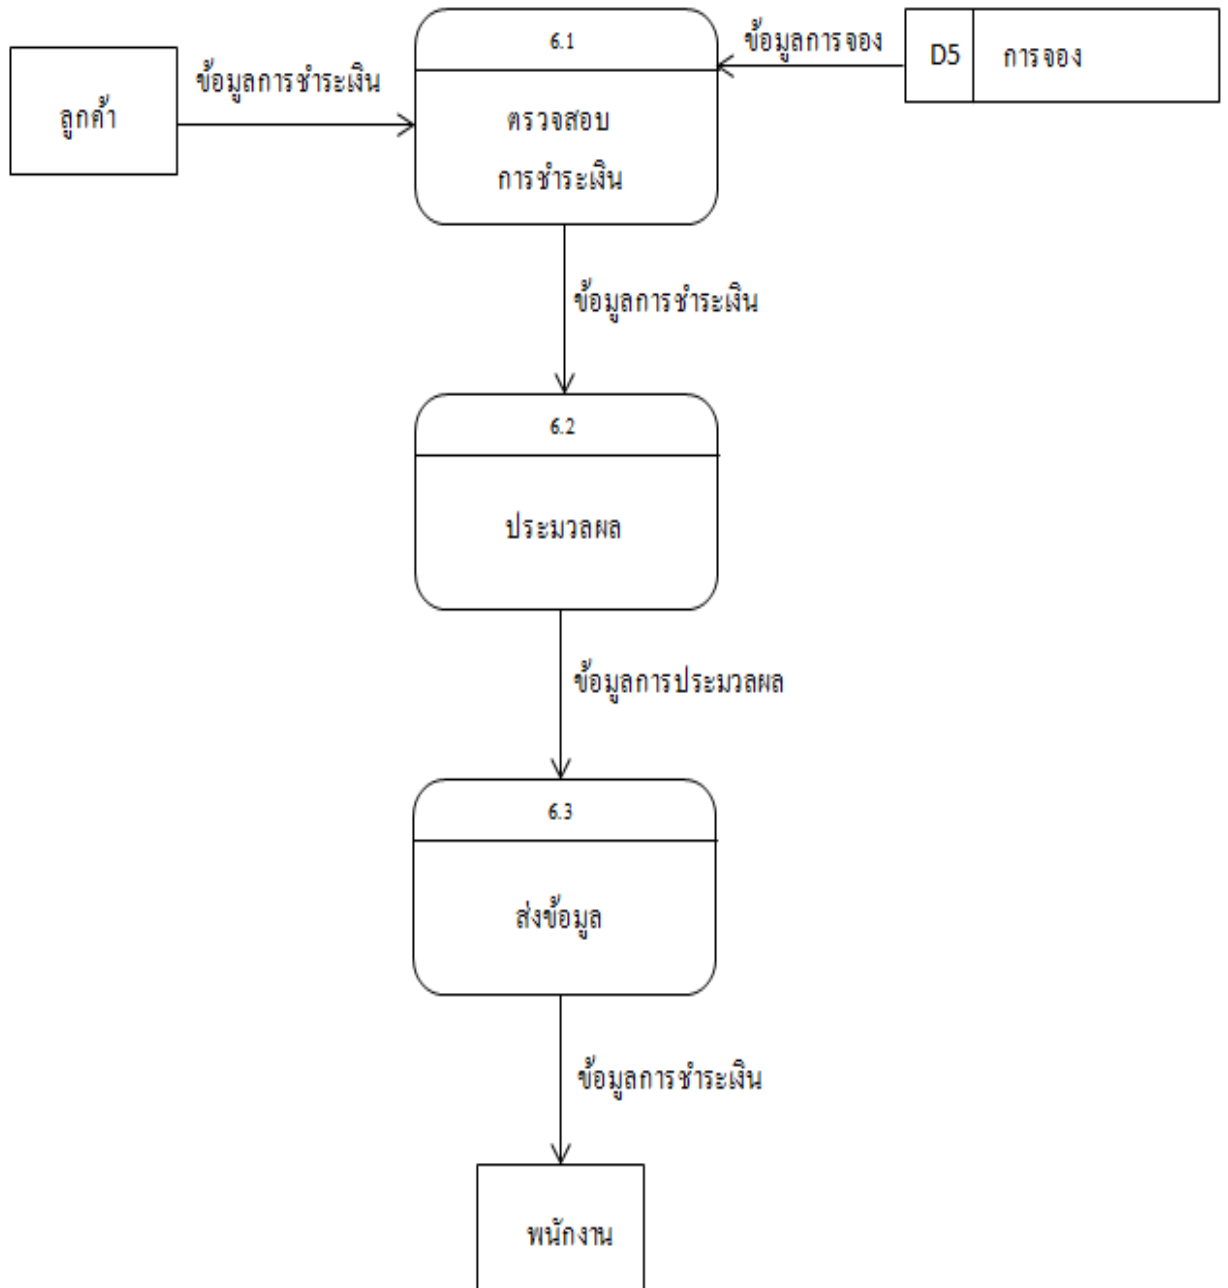 6.1
ข้อมูลการจอง
D5 การจอง
ข้อมูลการชำระเงิน
ลูกค้า
ตรวจสอบ
การชำระเงิน
ข้อมูลการชำระเงิน
6.2
ประมวลผล
ข้อมูลการประมวลผล
6.3
ส่งข้อมูล
ข้อมูลการชำระเงิน
พนักงาน